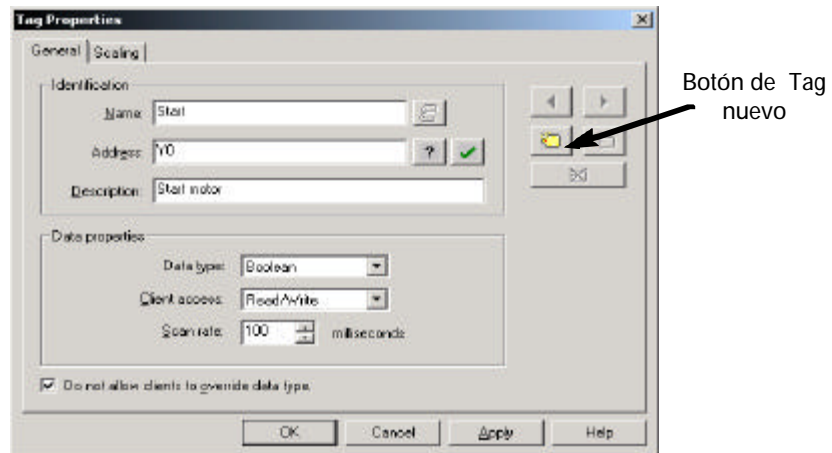 Tag Properties
General Scaling
Identification
Name: Start
Address: Y0
?
Description: Start motor
Data properties
Data type: Boolean
Client access: Read/Write
Scan rate: 100 milliseconds
Do not allow clients to override data type.
OK Cancel Apply Help
Botón de Tag
nuevo